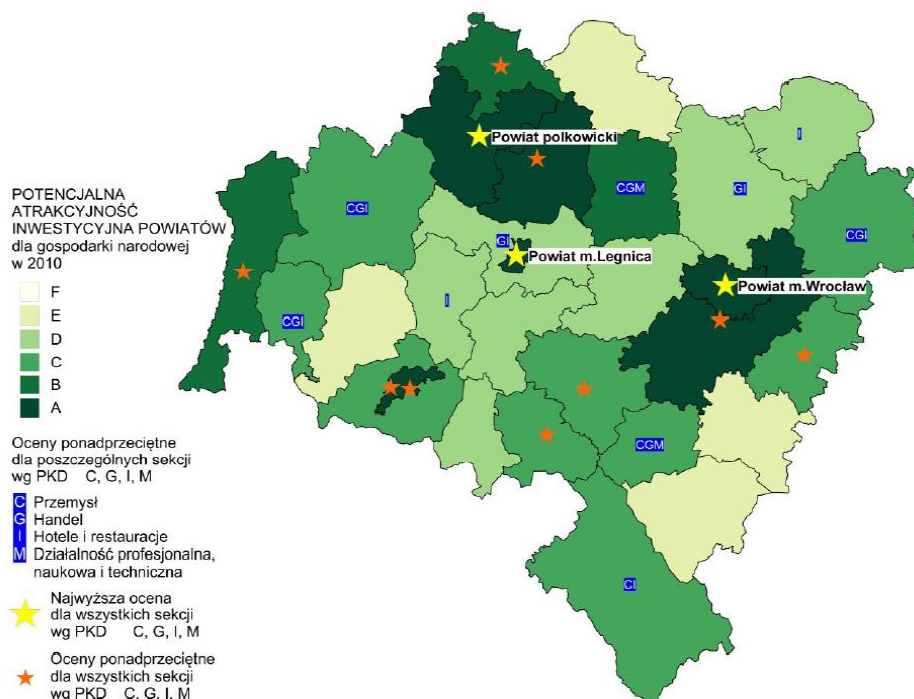 Powiat polkowicki
I
CGM
GI
CGI
CGI
GI
Powiat m.Legnica
Powiat m.Wrocław
I
CGI
CGM
CI
POTENCJALNA
ATRAKCYJNOŚĆ
INWESTYCYJNA POWIATÓW
dla gospodarki narodowej
w 2010
F
E
D
C
B
A
Oceny ponadprzeciętne
dla poszczególnych sekcji
wg PKD C, G, I, M
C Przemysł
G Handel
I Hotele i restauracje
M Działalność profesjonalna,
naukowa i techniczna
Najwyższa ocena
dla wszystkich sekcji
wg PKD C, G, I, M
Oceny ponadprzeciętne
dla wszystkich sekcji
wg PKD C, G, I, M